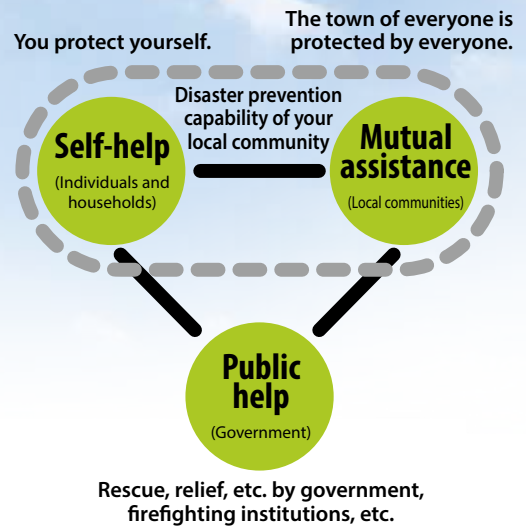 You protect yourself.
The town of everyone is
protected by everyone.
Disaster prevention
capability of your
local community
Self-help
(Individuals and
households)
Mutual
assistance
(Local communities)
Public
help
(Government)
Rescue, relief, etc. by government,
firefighting institutions, etc.